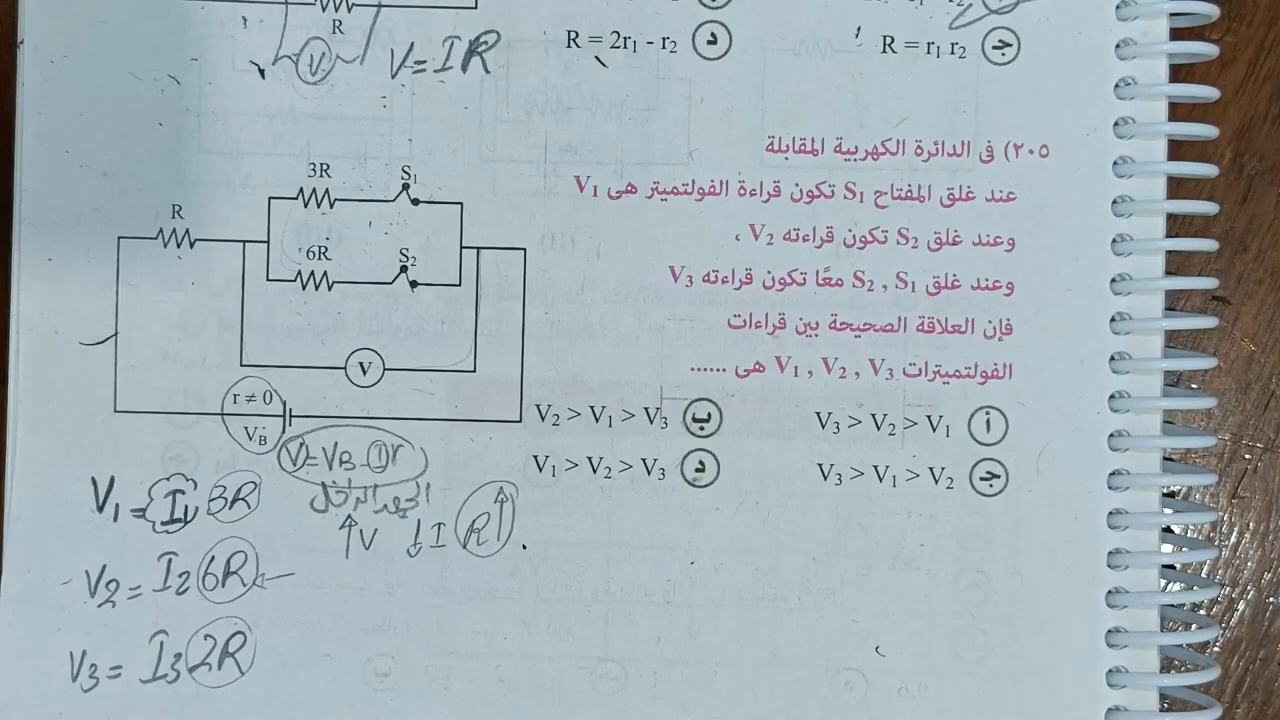 R
V
V=IR
R = r₁ r₂ (جـ)
R = 2r₁ - r₂ (د)
٢٠٥) فى الدائرة الكهربية المقابلة
عند غلق المفتاح S₁ تكون قراءة الفولتميتر هى V₁
وعند غلق S₂ تكون قراءته V₂ ،
وعند غلق S₂ , S₁ معًا تكون قراءته V₃
فإن العلاقة الصحيحة بين قراءات
الفولتميترات V₁ , V₂ , V₃ هى ......
(أ) V₃ > V₂ > V₁
(ب) V₂ > V₁ > V₃
(جـ) V₃ > V₁ > V₂
(د) V₁ > V₂ > V₃
3R S₁
R
6R S₂
V
r ≠ 0
V_B
V=V_B-Ir
↑V ↓I R↑
V₁ = I₁ 3R
V₂ = I₂ 6R
V₃ = I₃ 2R